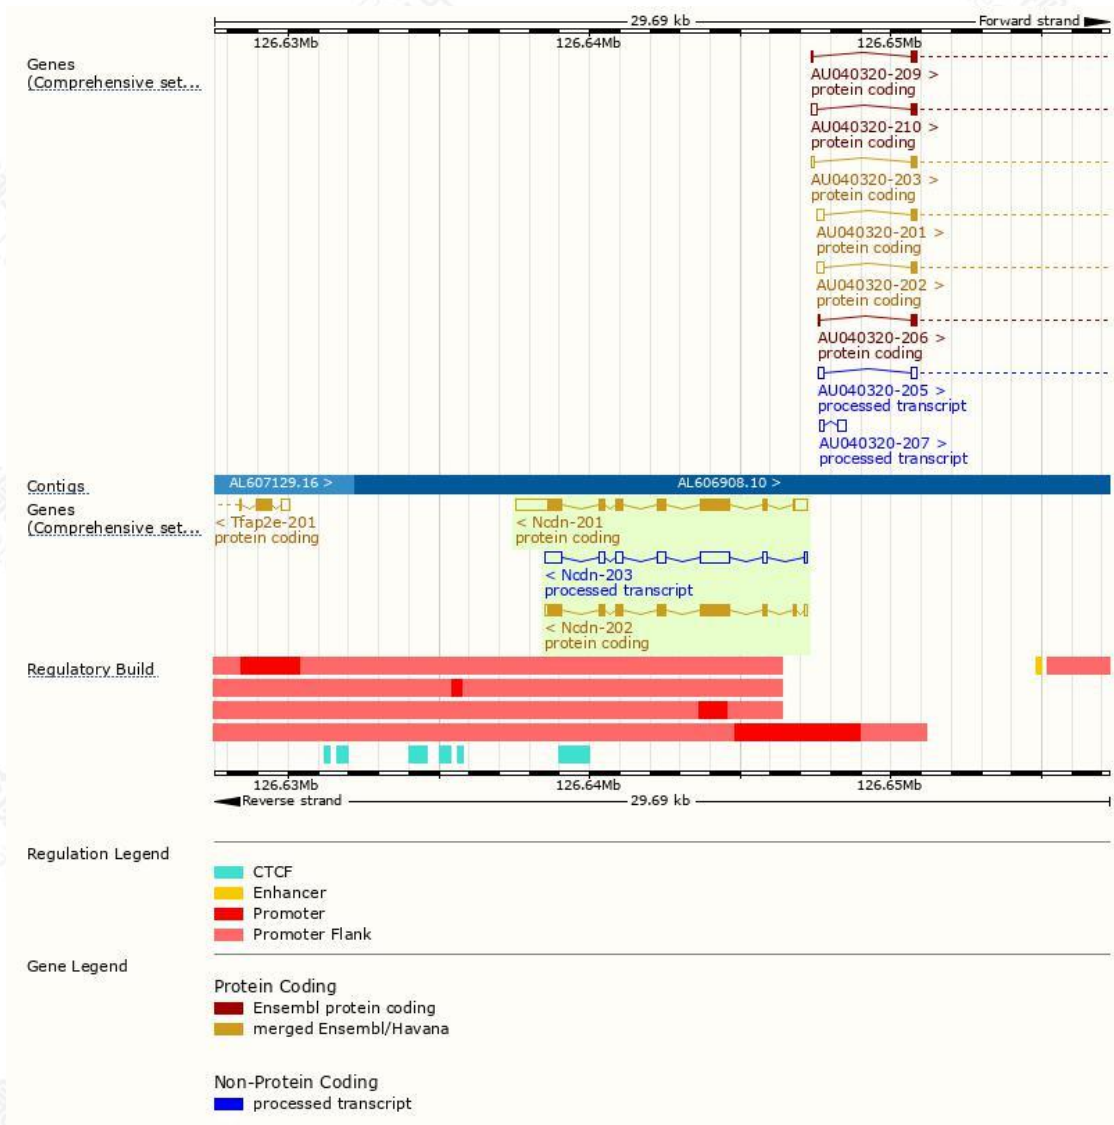 29.69 kb Forward strand
126.63Mb 126.64Mb 126.65Mb
Genes
(Comprehensive set...
AU040320-209 >
protein coding
AU040320-210 >
protein coding
AU040320-203 >
protein coding
AU040320-201 >
protein coding
AU040320-202 >
protein coding
AU040320-206 >
protein coding
AU040320-205 >
processed transcript
AU040320-207 >
processed transcript
Contigs AL607129.16 > AL606908.10 >
Genes
(Comprehensive set...
< Tfap2e-201
protein coding
< Ncdn-201
protein coding
< Ncdn-203
processed transcript
< Ncdn-202
protein coding
Regulatory Build
126.63Mb 126.64Mb 126.65Mb
Reverse strand 29.69 kb
Regulation Legend
CTCF
Enhancer
Promoter
Promoter Flank
Gene Legend
Protein Coding
Ensembl protein coding
merged Ensembl/Havana
Non-Protein Coding
processed transcript